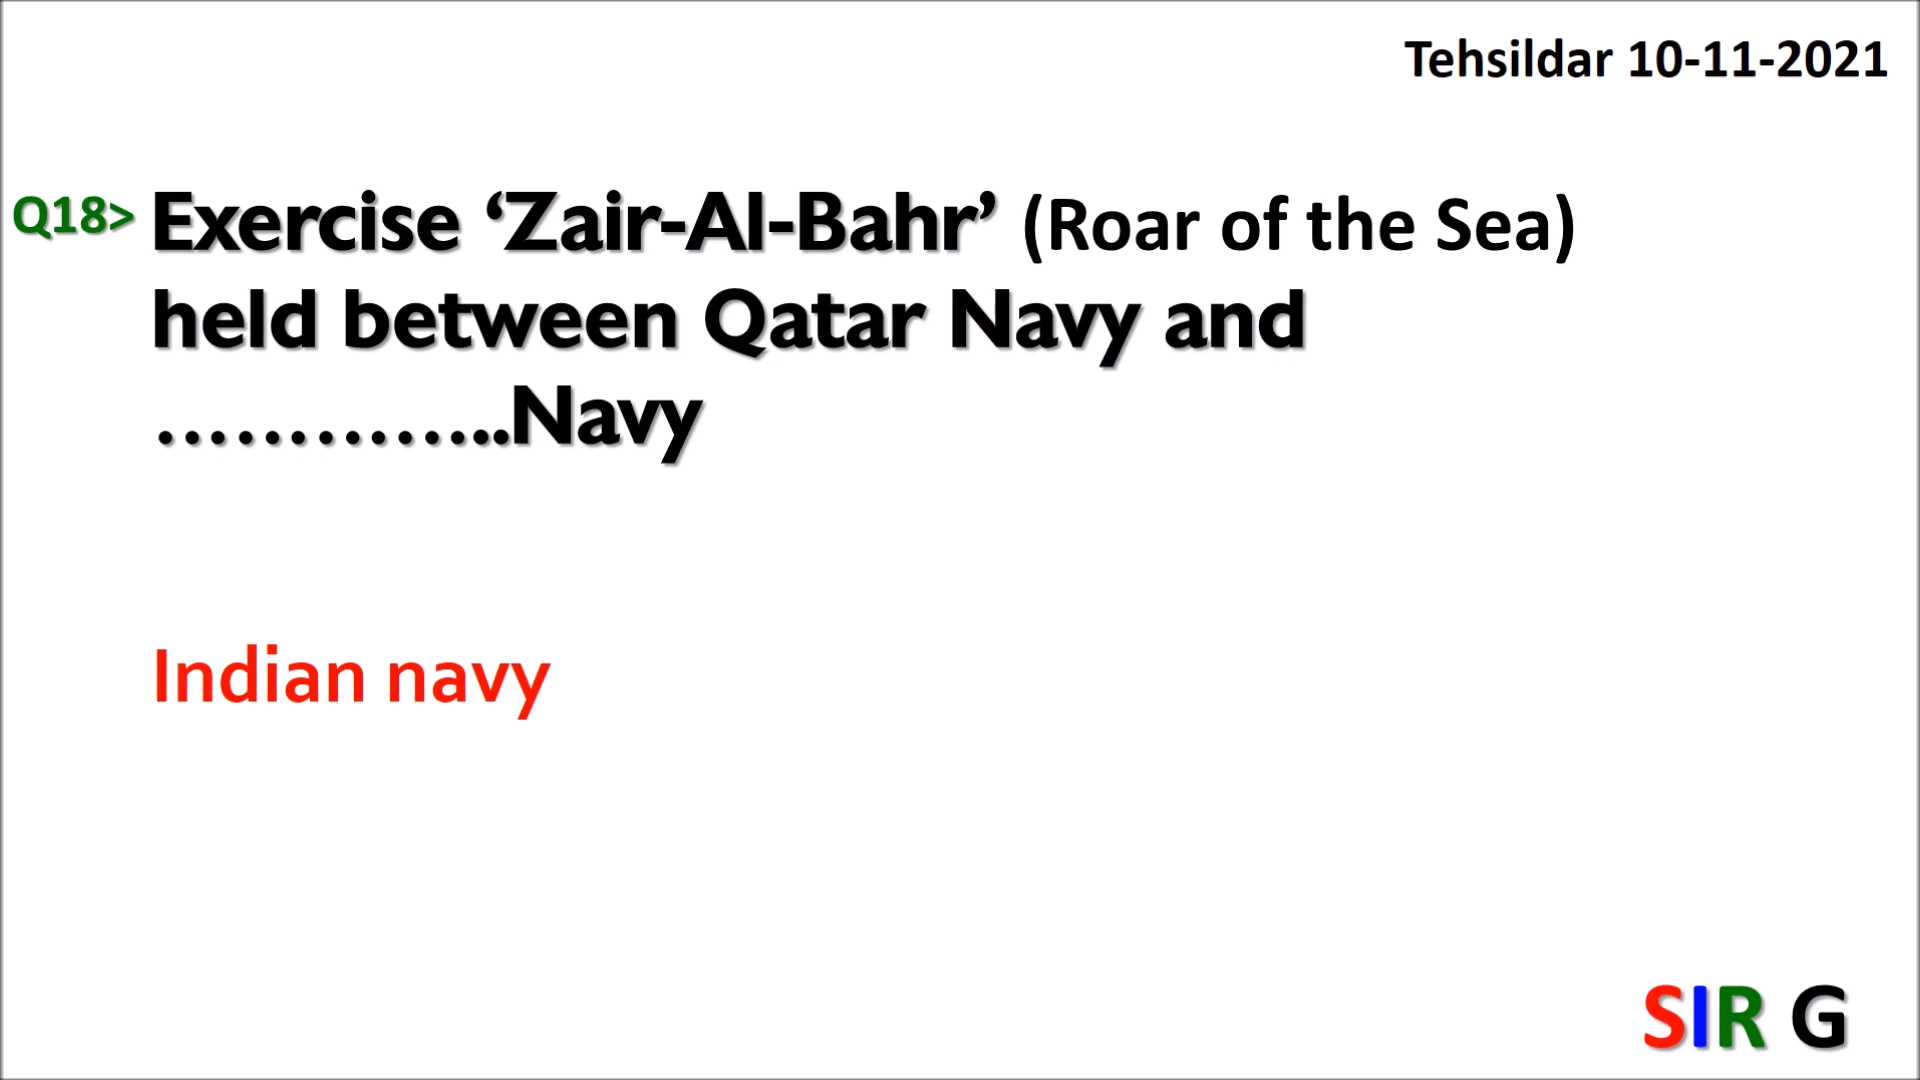 Tehsildar 10-11-2021
Q18> Exercise ‘Zair-Al-Bahr’ (Roar of the Sea)
held between Qatar Navy and
…………..Navy
Indian navy
SIR G